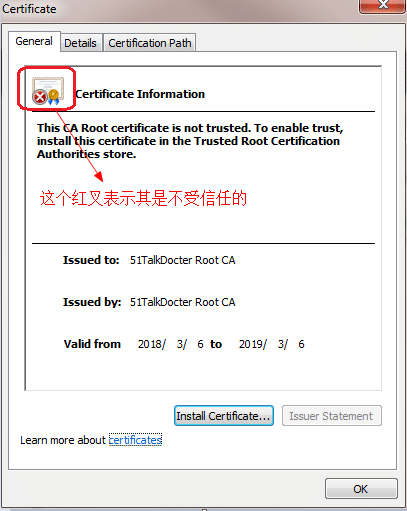 Certificate
General Details Certification Path
Certificate Information
This CA Root certificate is not trusted. To enable trust,
install this certificate in the Trusted Root Certification
Authorities store.
这个红叉表示其是不受信任的
Issued to: 51TalkDocter Root CA
Issued by: 51TalkDocter Root CA
Valid from 2018/ 3/ 6 to 2019/ 3/ 6
Install Certificate... Issuer Statement
Learn more about certificates
OK